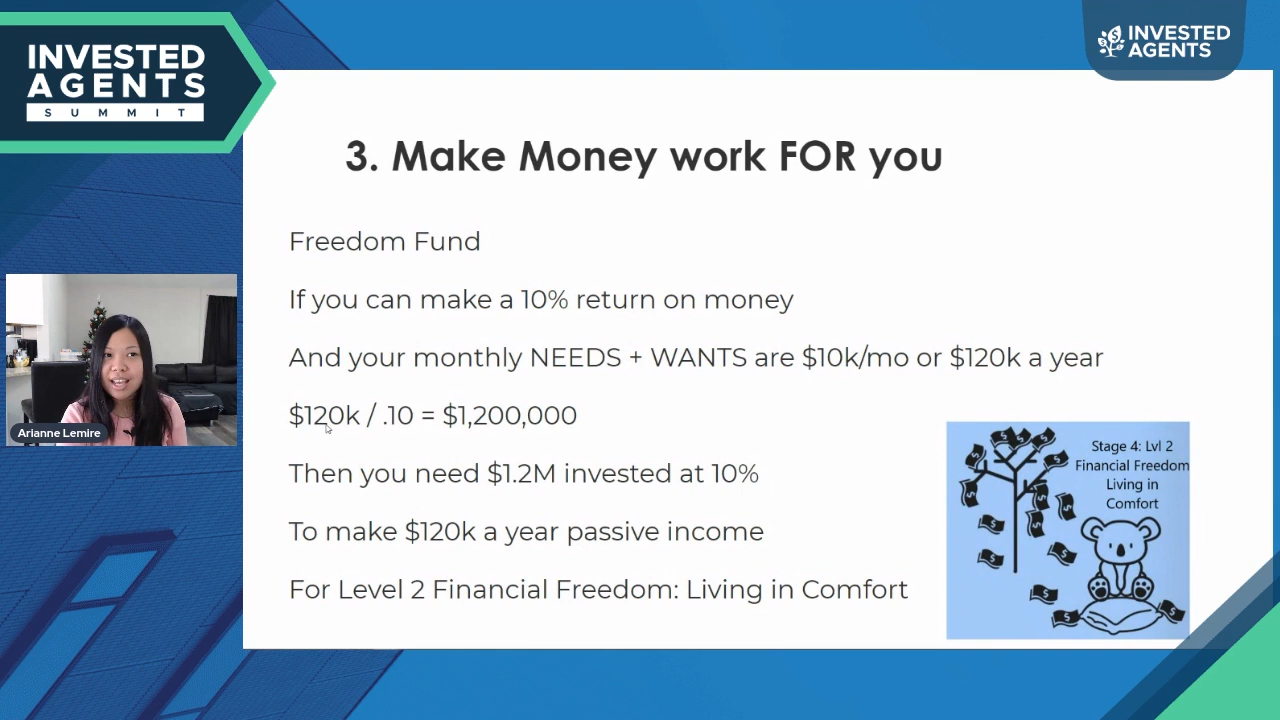 INVESTED
AGENTS
SUMMIT
INVESTED
AGENTS
3. Make Money work FOR you
Freedom Fund
If you can make a 10% return on money
And your monthly NEEDS + WANTS are $10k/mo or $120k a year
$120k / .10 = $1,200,000
Then you need $1.2M invested at 10%
To make $120k a year passive income
For Level 2 Financial Freedom: Living in Comfort
Stage 4: Lvl 2
Financial Freedom
Living in
Comfort
Arianne Lemire